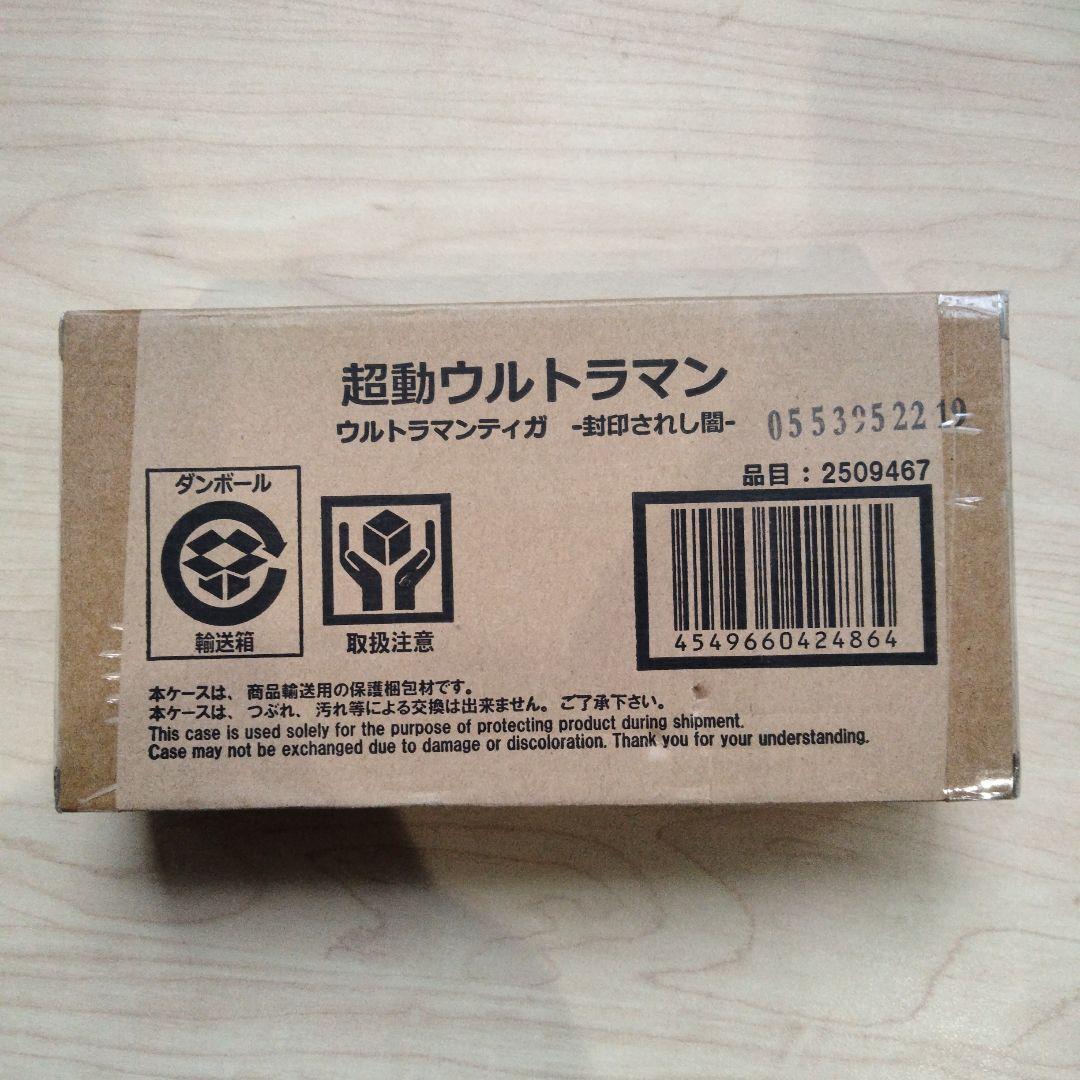 超動ウルトラマン
ウルトラマンティガ -封印されし闇-
0553952219
品目：2509467
ダンボール
輸送箱
取扱注意
4549660424864
本ケースは、商品輸送用の保護梱包材です。
本ケースは、つぶれ、汚れ等による交換は出来ません。ご了承下さい。
This case is used solely for the purpose of protecting product during shipment.
Case may not be exchanged due to damage or discoloration. Thank you for your understanding.